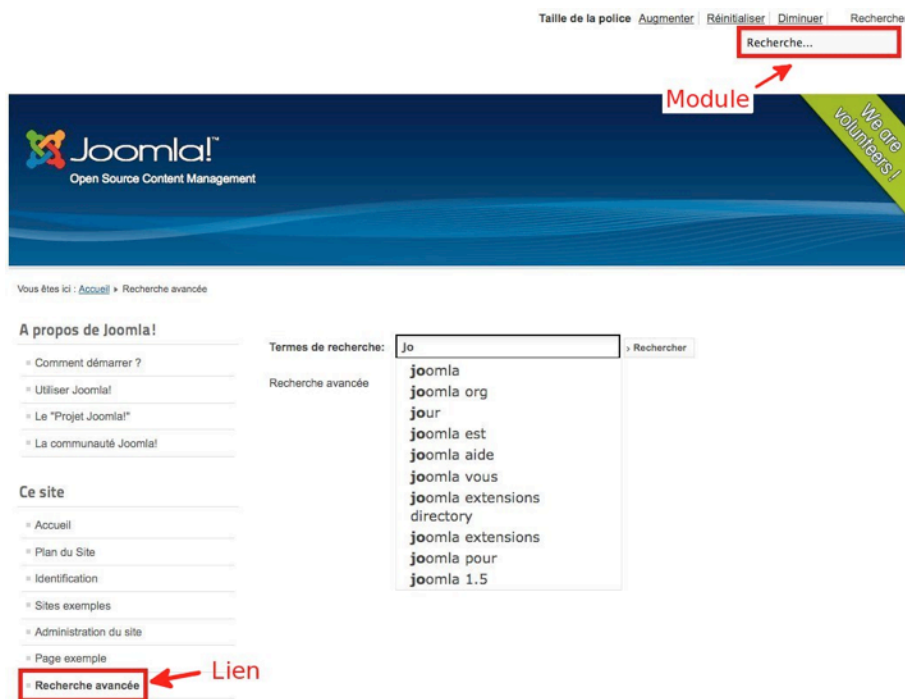 Taille de la police Augmenter Réinitialiser Diminuer Recherche
Recherche...
Module
We are
volunteers !
Joomla!™
Open Source Content Management
Vous êtes ici : Accueil Recherche avancée
A propos de Joomla!
Comment démarrer ?
Utiliser Joomla!
Le "Projet Joomla!"
La communauté Joomla!
Ce site
Accueil
Plan du Site
Identification
Sites exemples
Administration du site
Page exemple
Recherche avancée
Lien
Termes de recherche: Jo › Rechercher
Recherche avancée
joomla
joomla org
jour
joomla est
joomla aide
joomla vous
joomla extensions
directory
joomla extensions
joomla pour
joomla 1.5